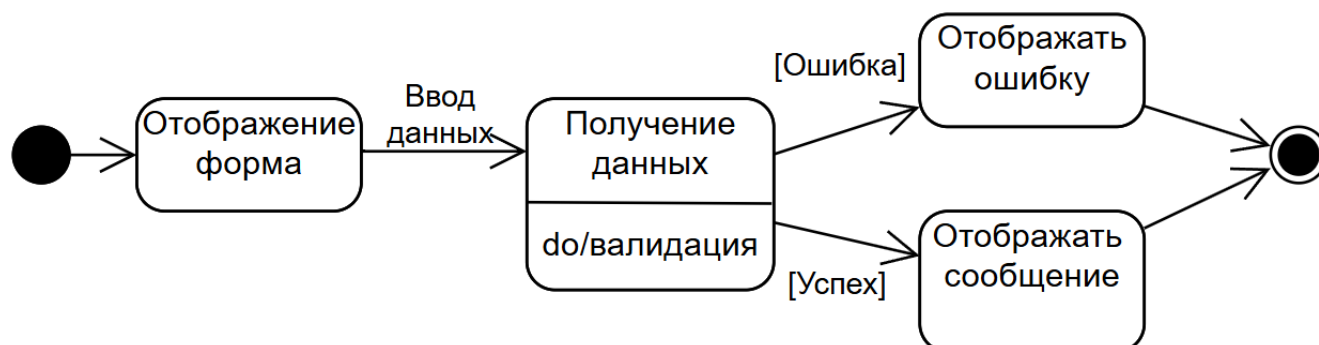 Отображение
форма
Ввод
данных
Получение
данных
do/валидация
[Ошибка]
Отображать
ошибку
[Успех]
Отображать
сообщение